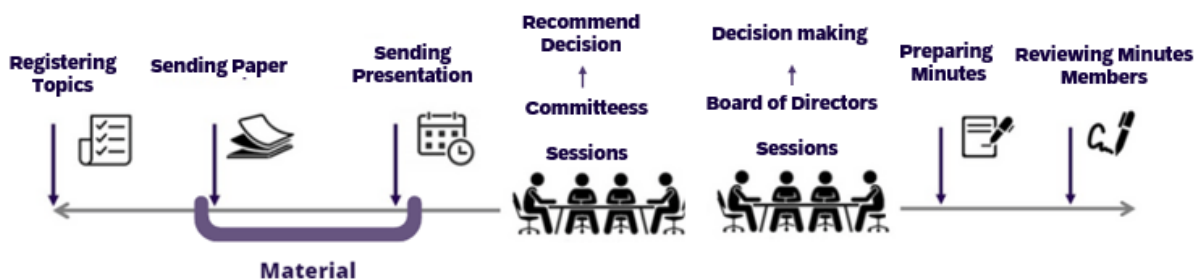 Registering
Topics
Sending Paper
Sending
Presentation
Material
Recommend
Decision
Committeess
Sessions
Decision making
Board of Directors
Sessions
Preparing
Minutes
Reviewing Minutes
Members